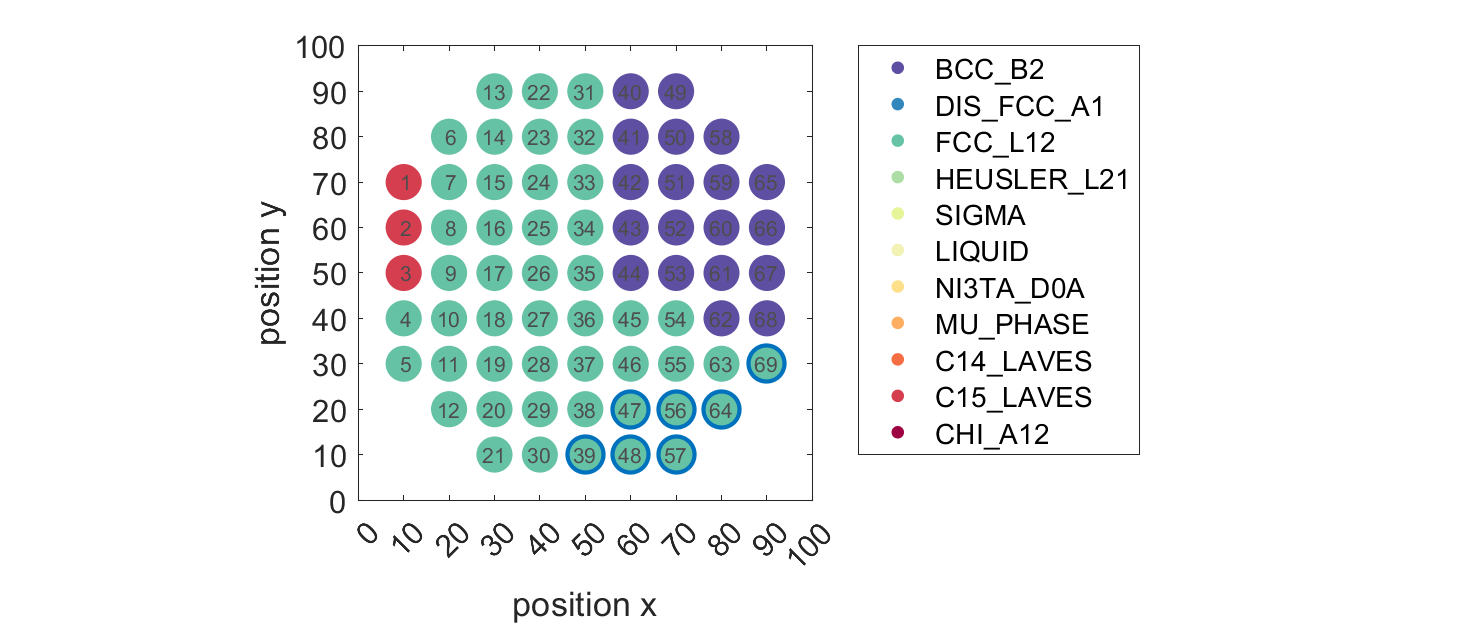 100
90
80
70
60
50
40
30
20
10
0
position y
13 22 31 40 49
6 14 23 32 41 50 58
1 7 15 24 33 42 51 59 65
2 8 16 25 34 43 52 60 66
3 9 17 26 35 44 53 61 67
4 10 18 27 36 45 54 62 68
5 11 19 28 37 46 55 63 69
12 20 29 38 47 56 64
21 30 39 48 57
0 10 20 30 40 50 60 70 80 90 100
position x
BCC_B2
DIS_FCC_A1
FCC_L12
HEUSLER_L21
SIGMA
LIQUID
NI3TA_D0A
MU_PHASE
C14_LAVES
C15_LAVES
CHI_A12